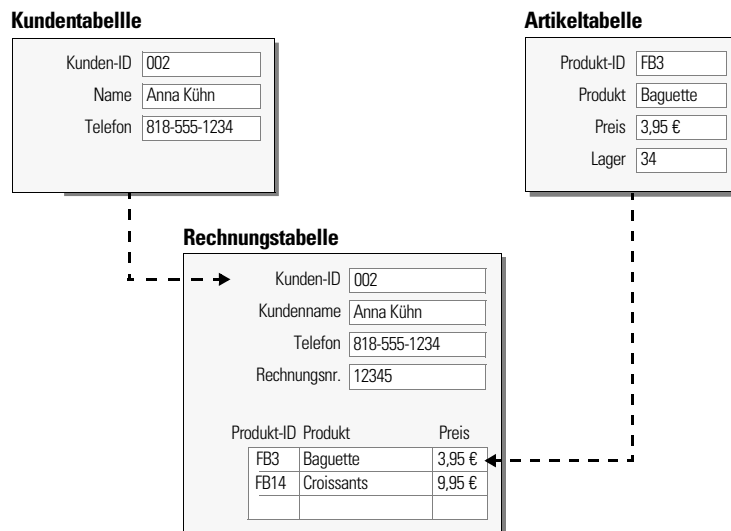 Kundentabellle
Kunden-ID 002
Name Anna Kühn
Telefon 818-555-1234
Artikeltabelle
Produkt-ID FB3
Produkt Baguette
Preis 3,95 €
Lager 34
Rechnungstabelle
Kunden-ID 002
Kundenname Anna Kühn
Telefon 818-555-1234
Rechnungsnr. 12345
Produkt-ID Produkt Preis
FB3 Baguette 3,95 €
FB14 Croissants 9,95 €